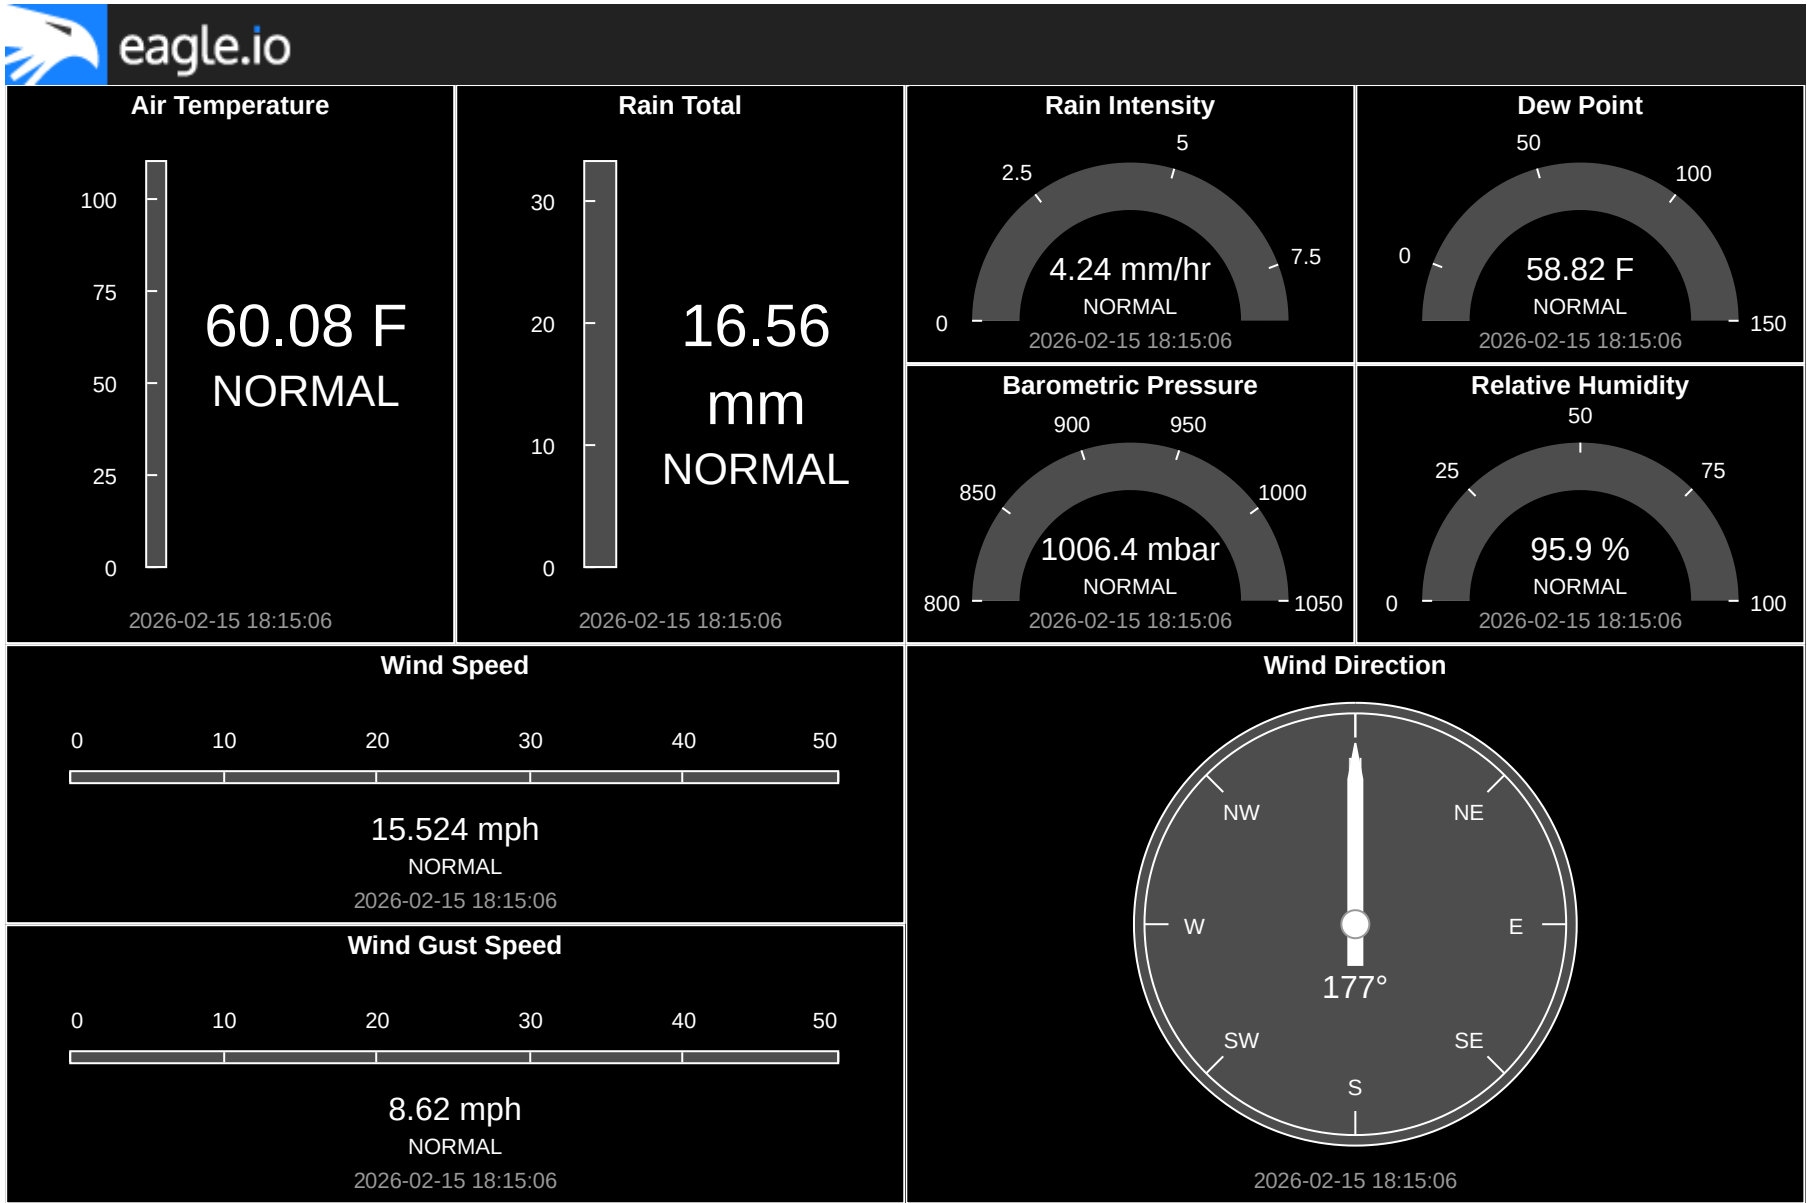 eagle.io
Air Temperature
100
75
50
25
0
60.08 F
NORMAL
2026-02-15 18:15:06
Rain Total
30
20
10
0
16.56
mm
NORMAL
2026-02-15 18:15:06
Rain Intensity
0
2.5
5
7.5
4.24 mm/hr
NORMAL
2026-02-15 18:15:06
Dew Point
0
50
100
150
58.82 F
NORMAL
2026-02-15 18:15:06
Barometric Pressure
800
850
900
950
1000
1050
1006.4 mbar
NORMAL
2026-02-15 18:15:06
Relative Humidity
0
25
50
75
100
95.9 %
NORMAL
2026-02-15 18:15:06
Wind Speed
0 10 20 30 40 50
15.524 mph
NORMAL
2026-02-15 18:15:06
Wind Gust Speed
0 10 20 30 40 50
8.62 mph
NORMAL
2026-02-15 18:15:06
Wind Direction
NW NE
W E
177°
SW SE
S
2026-02-15 18:15:06